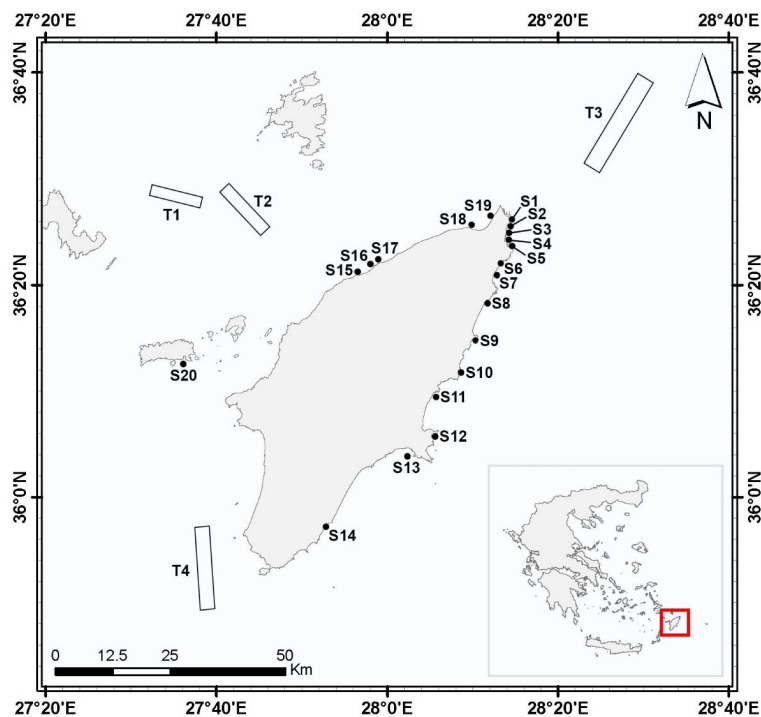 27°20'E 27°40'E 28°0'E 28°20'E 28°40'E
36°40'N 36°40'N
N
T3
T1
T2
S19
S18
S1
S2
S3
S4
S5
S17
S16
S15
S6
S7
36°20'N 36°20'N
S8
S9
S20
S10
S11
S12
S13
36°0'N 36°0'N
S14
T4
0 12.5 25 50
Km
27°20'E 27°40'E 28°0'E 28°20'E 28°40'E